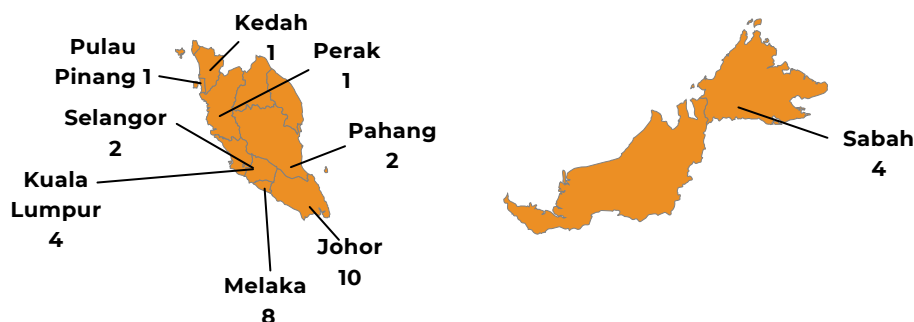 Kedah
1
Pulau
Pinang 1
Perak
1
Selangor
2
Pahang
2
Kuala
Lumpur
4
Johor
10
Melaka
8
Sabah
4